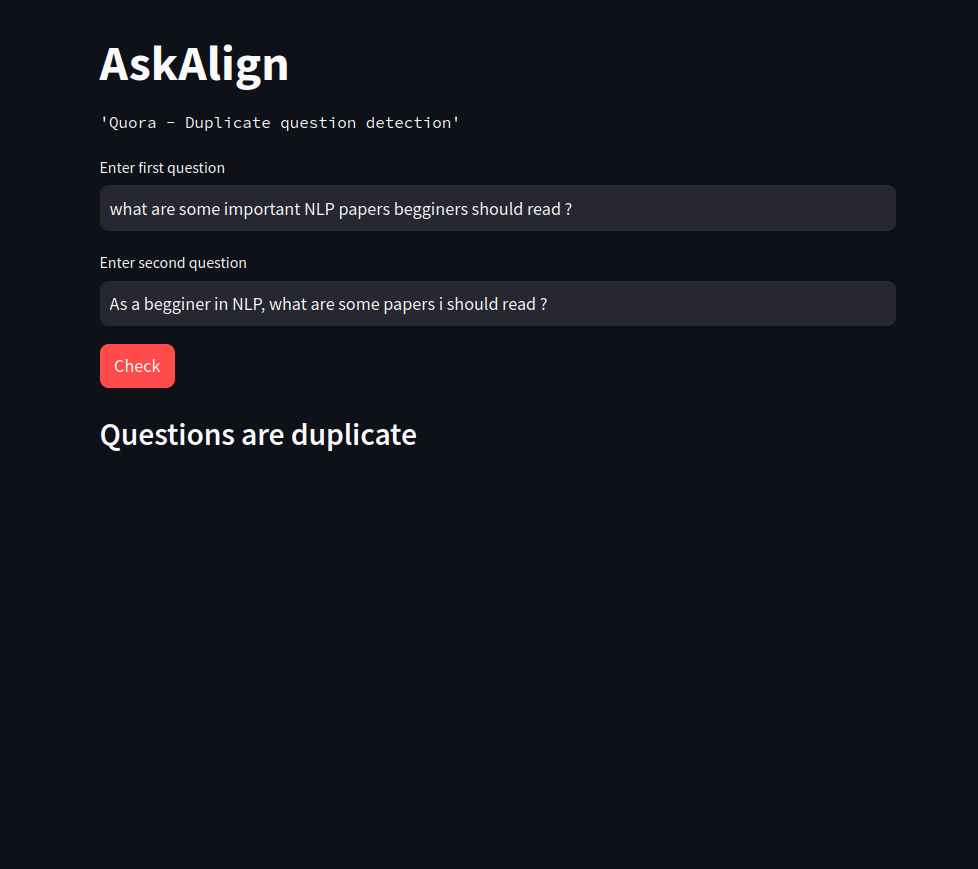 AskAlign
'Quora - Duplicate question detection'
Enter first question
what are some important NLP papers begginers should read ?
Enter second question
As a begginer in NLP, what are some papers i should read ?
Check
Questions are duplicate